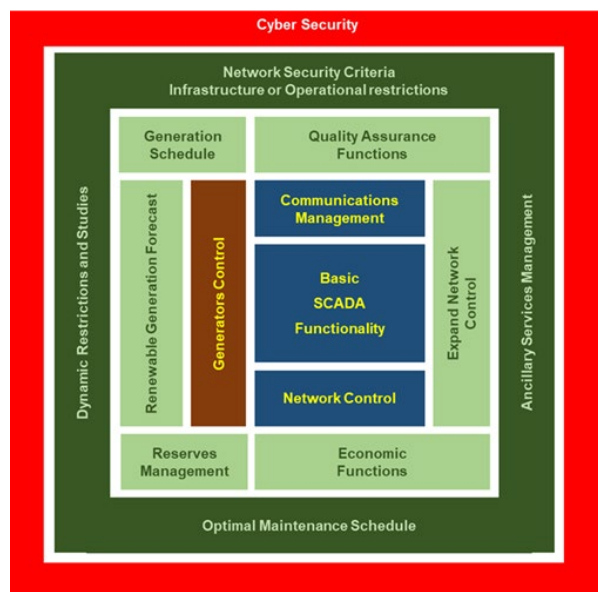 Cyber Security
Network Security Criteria
Infrastructure or Operational restrictions
Dynamic Restrictions and Studies
Generation
Schedule
Quality Assurance
Functions
Renewable Generation Forecast
Generators Control
Communications
Management
Basic
SCADA
Functionality
Network Control
Expand Network
Control
Ancillary Services Management
Reserves
Management
Economic
Functions
Optimal Maintenance Schedule